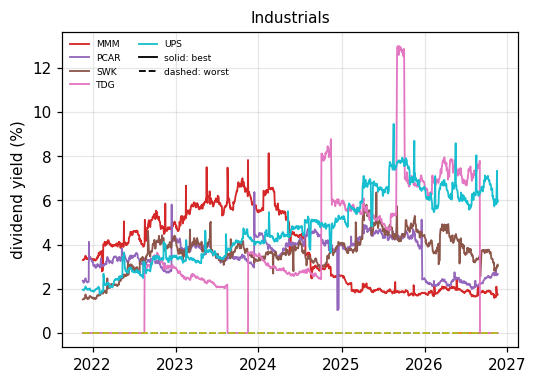 Industrials
MMM
PCAR
SWK
TDG
UPS
solid: best
dashed: worst
dividend yield (%)
12
10
8
6
4
2
0
2022
2023
2024
2025
2026
2027